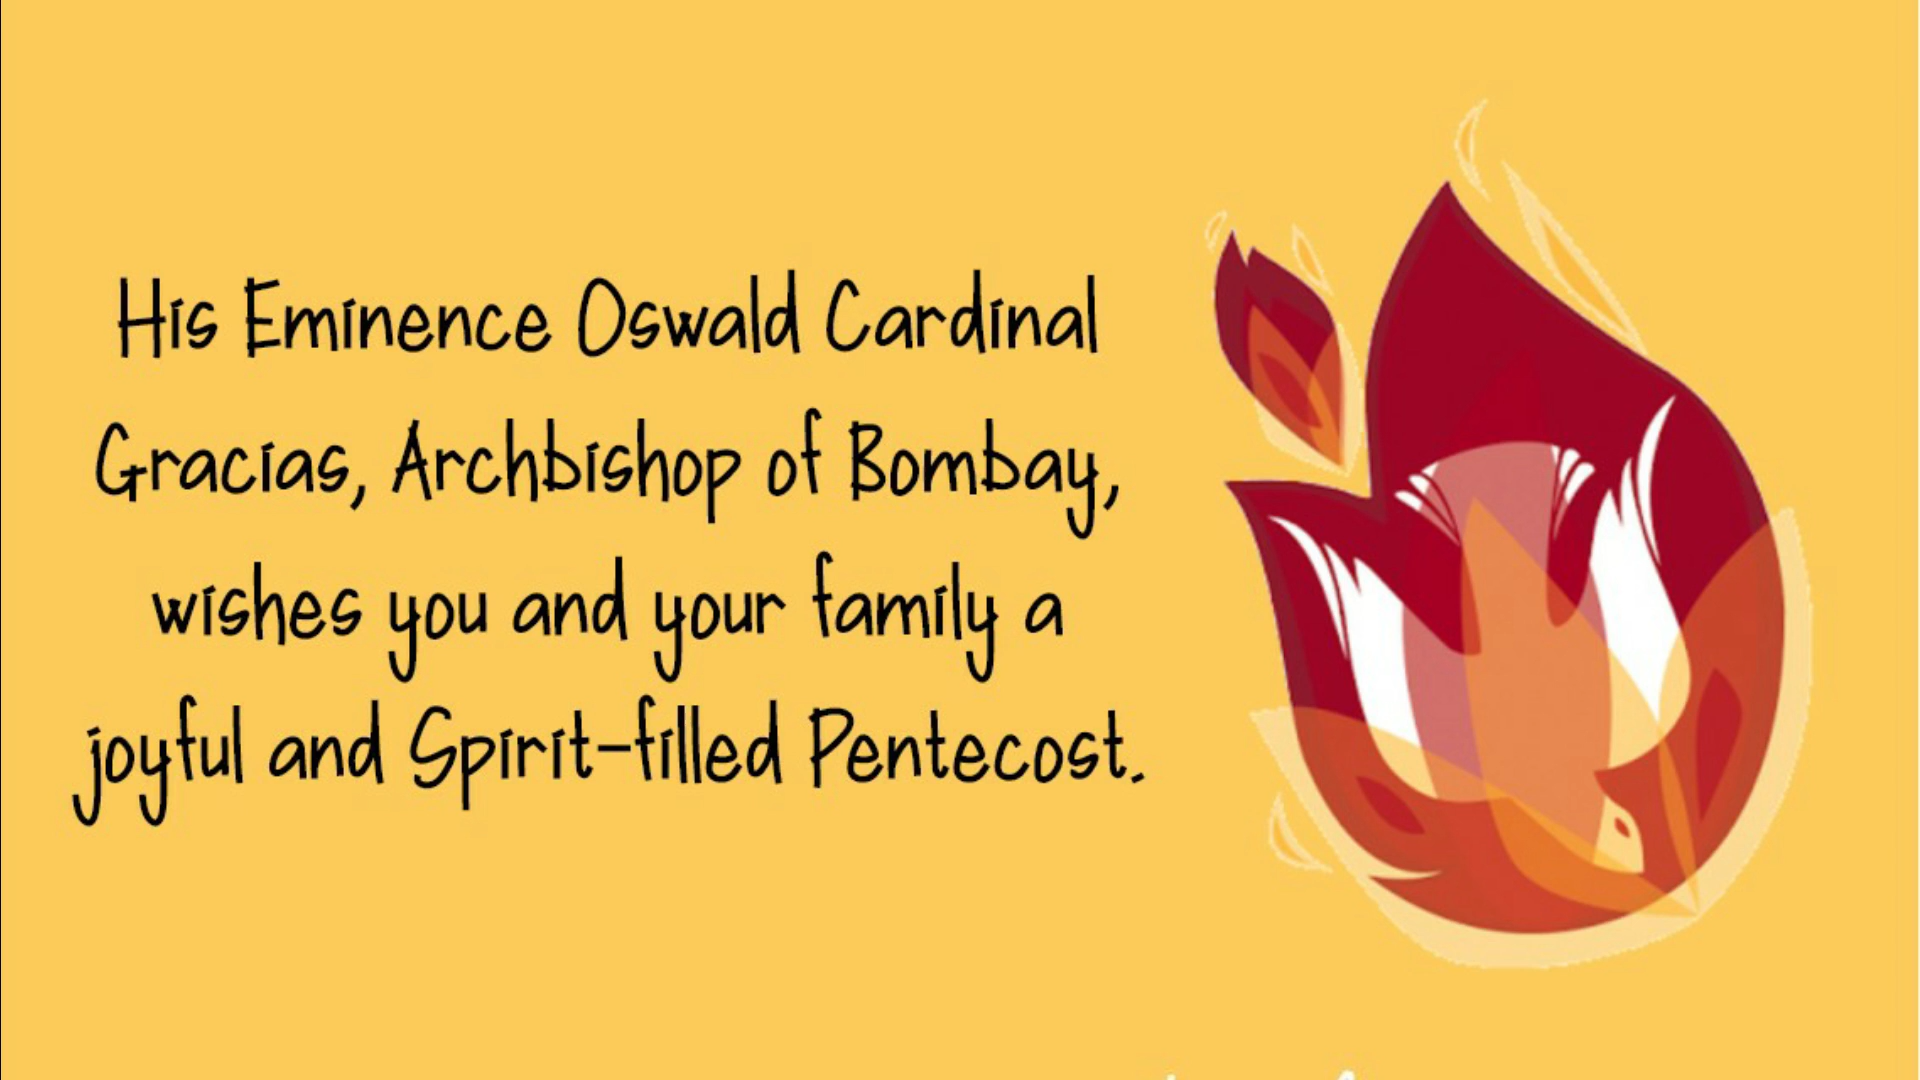 His Eminence Oswald Cardinal
Gracias, Archbishop of Bombay,
wishes you and your family a
joyful and Spirit-filled Pentecost.